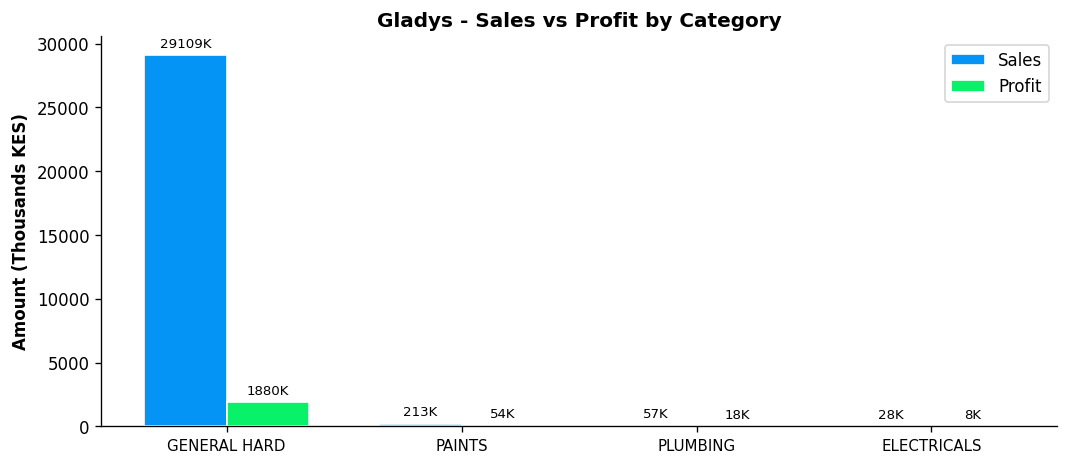 Gladys - Sales vs Profit by Category
Amount (Thousands KES)
30000
25000
20000
15000
10000
5000
0
29109K
1880K
213K
54K
57K
18K
28K
8K
GENERAL HARD
PAINTS
PLUMBING
ELECTRICALS
Sales
Profit